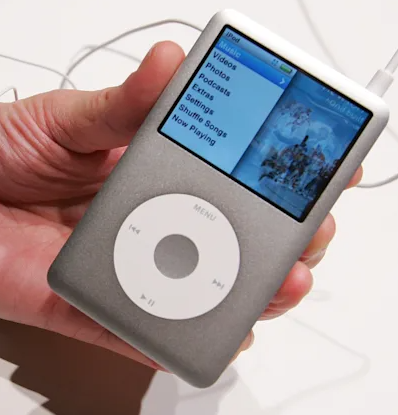 iPod
Music
Videos
Photos
Podcasts
Extras
Settings
Shuffle Songs
Now Playing
MENU